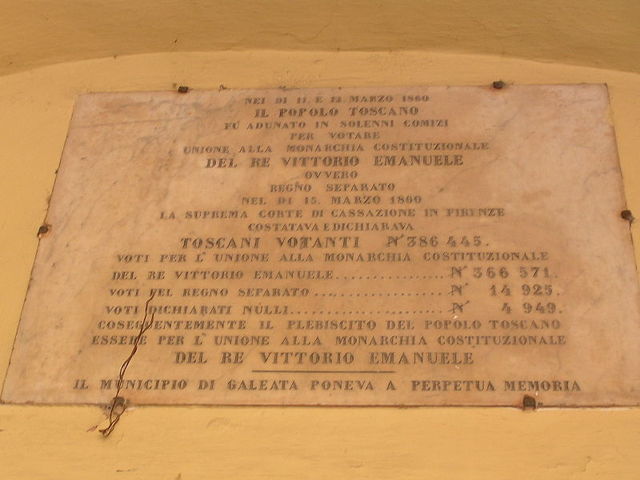 NEI DI 11. E 12. MARZO 1860
IL POPOLO TOSCANO
FU ADUNATO IN SOLENNI COMIZI
PER VOTARE
UNIONE ALLA MONARCHIA COSTITUZIONALE
DEL RE VITTORIO EMANUELE
OVVERO
REGNO SEPARATO
NEL DI 15. MARZO 1860
LA SUPREMA CORTE DI CASSAZIONE IN FIRENZE
COSTATAVA E DICHIARAVA
TOSCANI VOTANTI N° 386 445.
VOTI PER L'UNIONE ALLA MONARCHIA COSTITUZIONALE
DEL RE VITTORIO EMANUELE................N° 366 571.
VOTI PEL REGNO SEPARATO..................N° 14 925.
VOTI DICHIARATI NULLI.......................N° 4 949.
COSEGUENTEMENTE IL PLEBISCITO DEL POPOLO TOSCANO
ESSERE PER L'UNIONE ALLA MONARCHIA COSTITUZIONALE
DEL RE VITTORIO EMANUELE
IL MUNICIPIO DI GALEATA PONEVA A PERPETUA MEMORIA